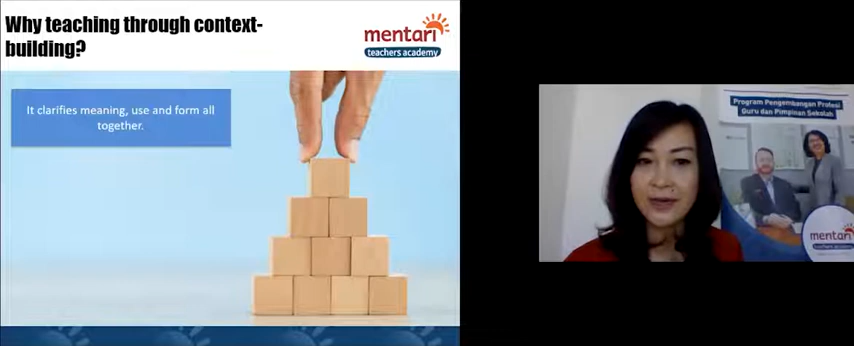 Why teaching through context-
building?
mentari
teachers academy
It clarifies meaning, use and form all
together.
Program Pengembangan Profesi
Guru dan Pimpinan Sekolah
mentari
teachers academy